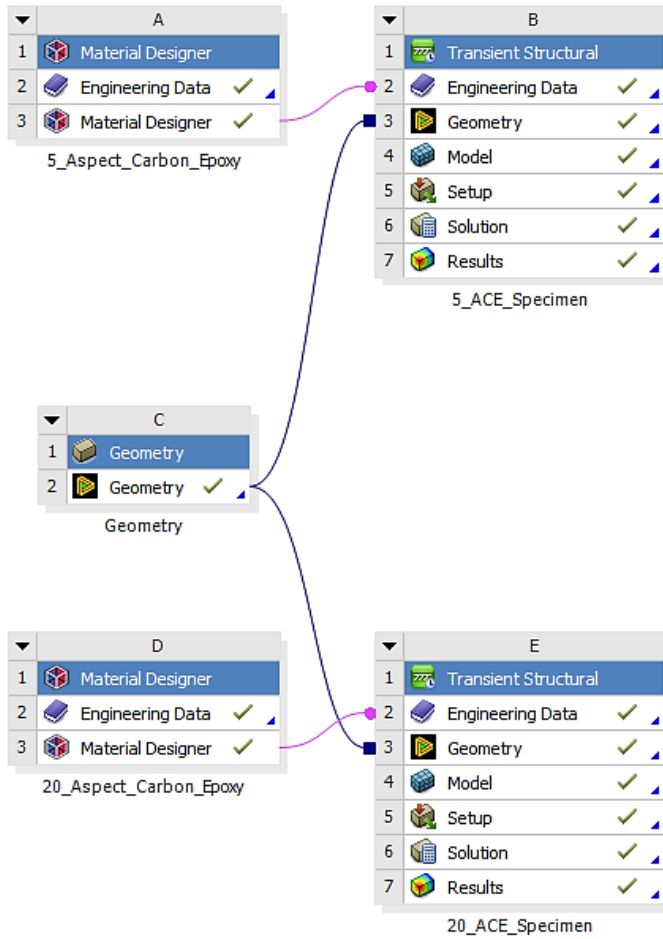 A
1 Material Designer
2 Engineering Data
3 Material Designer
5_Aspect_Carbon_Epoxy
B
1 Transient Structural
2 Engineering Data
3 Geometry
4 Model
5 Setup
6 Solution
7 Results
5_ACE_Specimen
C
1 Geometry
2 Geometry
Geometry
D
1 Material Designer
2 Engineering Data
3 Material Designer
20_Aspect_Carbon_Epoxy
E
1 Transient Structural
2 Engineering Data
3 Geometry
4 Model
5 Setup
6 Solution
7 Results
20_ACE_Specimen